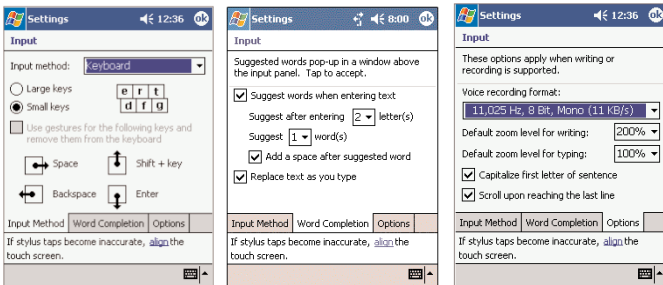 Settings 12:36 ok
Input
Input method: Keyboard
Large keys
Small keys
e r t
d f g
Use gestures for the following keys and
remove them from the keyboard
Space Shift + key
Backspace Enter
Input Method Word Completion Options
If stylus taps become inaccurate, align the
touch screen.
Settings 8:00 ok
Input
Suggested words pop-up in a window above
the input panel. Tap to accept.
Suggest words when entering text
Suggest after entering 2 letter(s)
Suggest 1 word(s)
Add a space after suggested word
Replace text as you type
Input Method Word Completion Options
If stylus taps become inaccurate, align the
touch screen.
Settings 12:36 ok
Input
These options apply when writing or
recording is supported.
Voice recording format:
11,025 Hz, 8 Bit, Mono (11 KB/s)
Default zoom level for writing: 200%
Default zoom level for typing: 100%
Capitalize first letter of sentence
Scroll upon reaching the last line
Input Method Word Completion Options
If stylus taps become inaccurate, align the
touch screen.